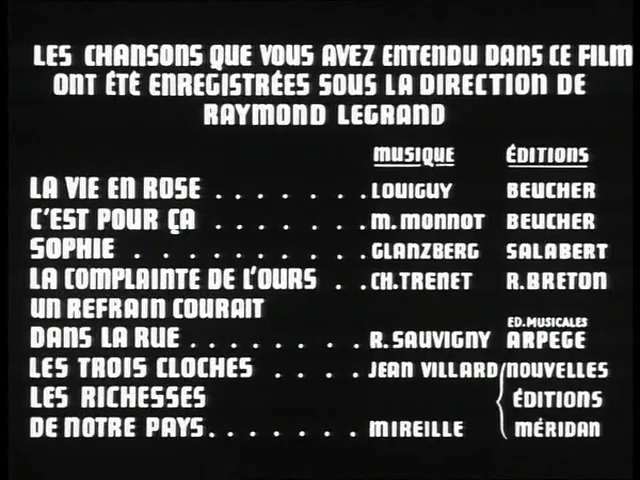 LES CHANSONS QUE VOUS AVEZ ENTENDU DANS CE FILM
ONT ÉTÉ ENREGISTRÉES SOUS LA DIRECTION DE
RAYMOND LEGRAND
MUSIQUE ÉDITIONS
LA VIE EN ROSE . . . . . . . LOUIGUY BEUCHER
C'EST POUR ÇA . . . . . . . M. MONNOT BEUCHER
SOPHIE . . . . . . . . . . GLANZBERG SALABERT
LA COMPLAINTE DE L'OURS . . CH. TRENET R. BRETON
UN REFRAIN COURAIT
DANS LA RUE . . . . . . . . R. SAUVIGNY ED. MUSICALES ARPEGE
LES TROIS CLOCHES . . . . JEAN VILLARD NOUVELLES
LES RICHESSES ÉDITIONS
DE NOTRE PAYS . . . . . . . MIREILLE MÉRIDAN